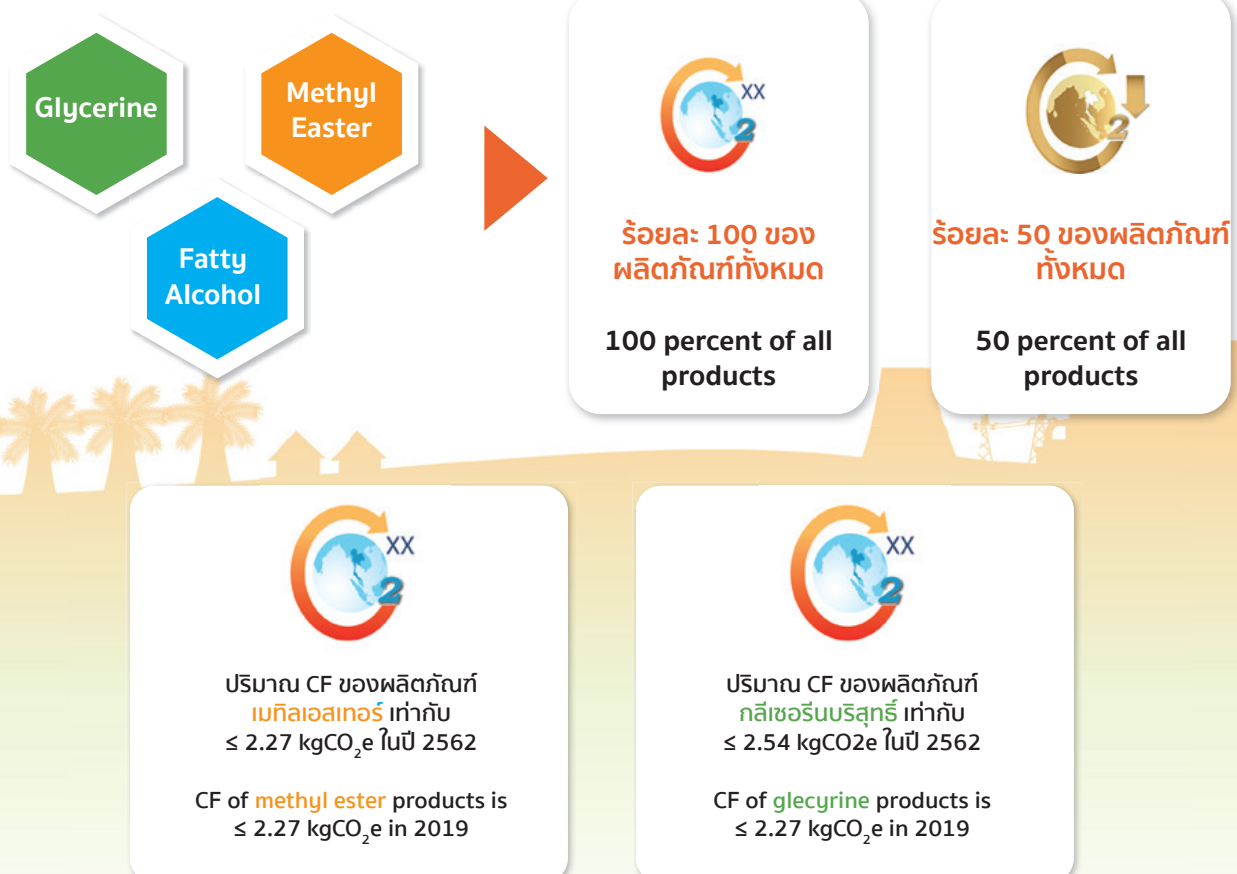 Glycerine
Methyl
Easter
Fatty
Alcohol
XX
2
ร้อยละ 100 ของ
ผลิตภัณฑ์ทั้งหมด
100 percent of all
products
2
ร้อยละ 50 ของผลิตภัณฑ์
ทั้งหมด
50 percent of all
products
XX
2
ปริมาณ CF ของผลิตภัณฑ์
เมทิลเอสเทอร์ เท่ากับ
≤ 2.27 kgCO₂e ในปี 2562
CF of methyl ester products is
≤ 2.27 kgCO₂e in 2019
XX
2
ปริมาณ CF ของผลิตภัณฑ์
กลีเซอรีนบริสุทธิ์ เท่ากับ
≤ 2.54 kgCO2e ในปี 2562
CF of glecyrine products is
≤ 2.27 kgCO₂e in 2019